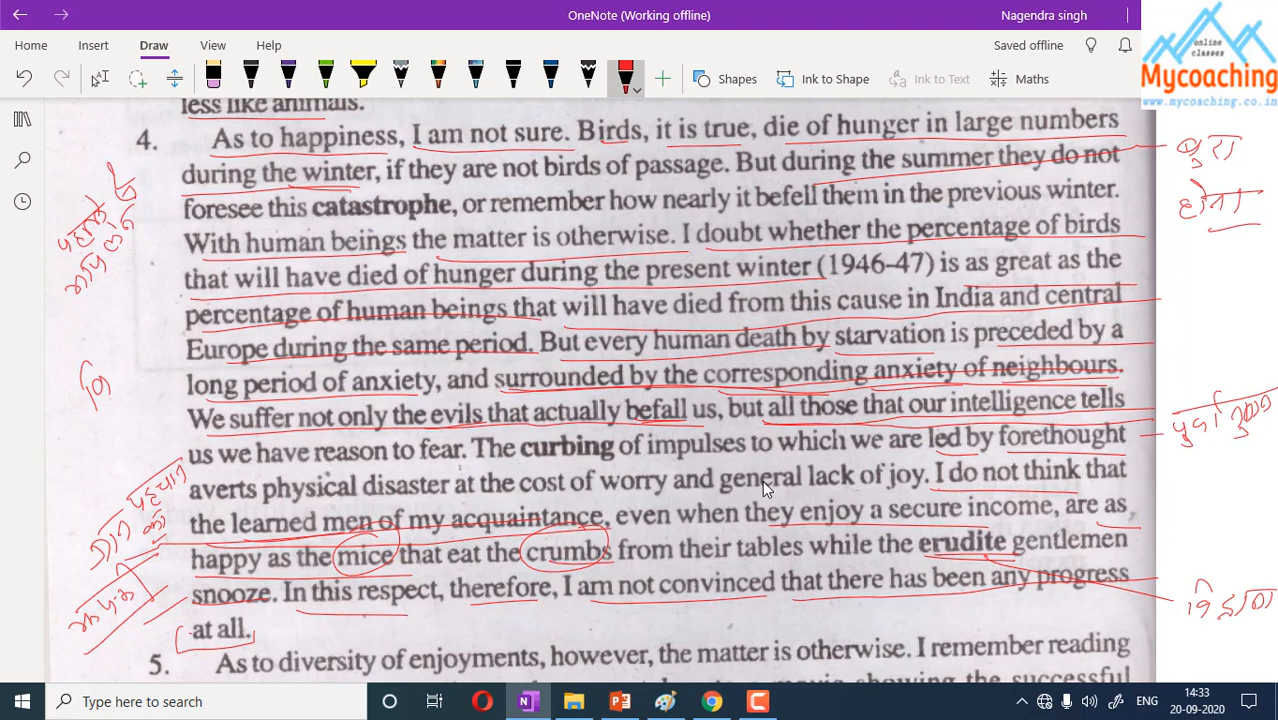 OneNote (Working offline)
Nagendra singh
Home Insert Draw View Help
Saved offline
Shapes
Ink to Shape
Ink to Text
Maths
online
classes
Mycoaching
www.mycoaching.co.in
less like animals.
4. As to happiness, I am not sure. Birds, it is true, die of hunger in large numbers
during the winter, if they are not birds of passage. But during the summer they do not
foresee this catastrophe, or remember how nearly it befell them in the previous winter.
With human beings the matter is otherwise. I doubt whether the percentage of birds
that will have died of hunger during the present winter (1946-47) is as great as the
percentage of human beings that will have died from this cause in India and central
Europe during the same period. But every human death by starvation is preceded by a
long period of anxiety, and surrounded by the corresponding anxiety of neighbours.
We suffer not only the evils that actually befall us, but all those that our intelligence tells
us we have reason to fear. The curbing of impulses to which we are led by forethought
averts physical disaster at the cost of worry and general lack of joy. I do not think that
the learned men of my acquaintance, even when they enjoy a secure income, are as
happy as the mice that eat the crumbs from their tables while the erudite gentlemen
snooze. In this respect, therefore, I am not convinced that there has been any progress
at all.
5. As to diversity of enjoyments, however, the matter is otherwise. I remember reading
होना
Type here to search
ENG
14:33
20-09-2020